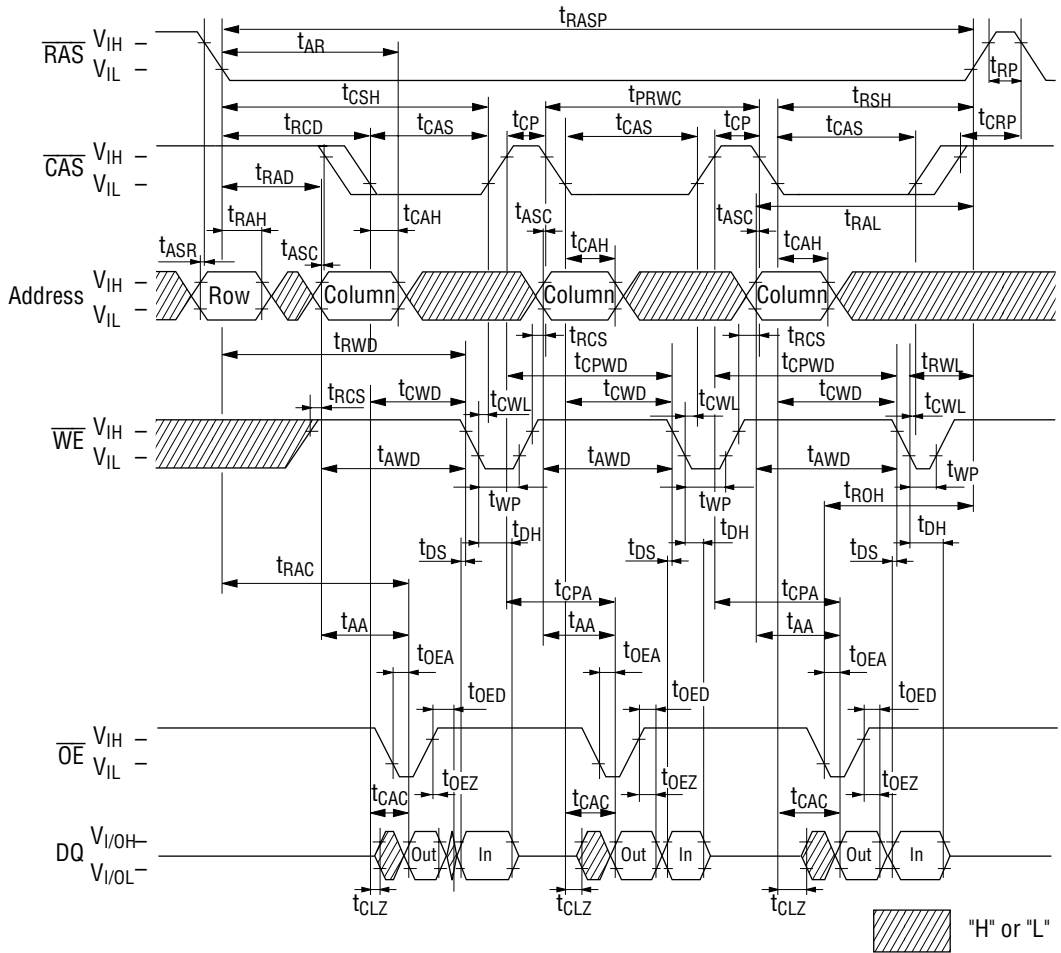 tRASP
tAR
RAS VIH
VIL
tRP
tCSH tPRWC tRSH
tRCD tCAS tCP tCAS tCP tCAS tCRP
CAS VIH
VIL
tRAD
tRAH tCAH tASC tASC tRAL
tASR tASC tCAH tCAH
Address VIH
VIL
Row Column Column Column
tRCS tRCS
tRWD tCPWD tCPWD tRWL
tRCS tCWD tCWL tCWD tCWL tCWD tCWL
WE VIH
VIL
tAWD tAWD tAWD
tWP tWP tWP
tROH
tDH tDH tDH
tDS tDS tDS
tRAC
tCPA tCPA
tAA tAA tAA
tOEA tOEA tOEA
tOED tOED tOED
OE VIH
VIL
tOEZ tOEZ tOEZ
tCAC tCAC tCAC
DQ VI/OH
VI/OL
Out In Out In Out In
tCLZ tCLZ tCLZ
"H" or "L"